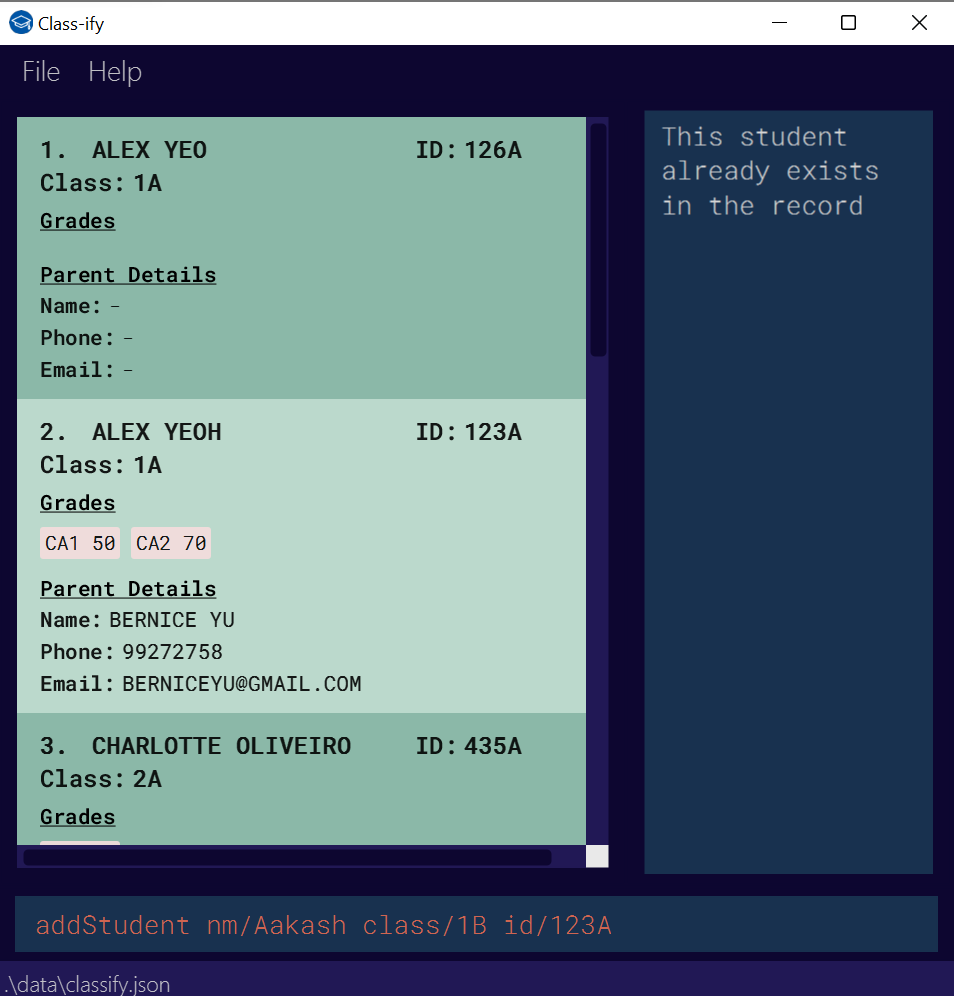 Class-ify
File Help
1. ALEX YEO ID: 126A
Class: 1A
Grades
Parent Details
Name: -
Phone: -
Email: -
2. ALEX YEOH ID: 123A
Class: 1A
Grades
CA1 50 CA2 70
Parent Details
Name: BERNICE YU
Phone: 99272758
Email: BERNICEYU@GMAIL.COM
3. CHARLOTTE OLIVEIRO ID: 435A
Class: 2A
Grades
This student
already exists
in the record
addStudent nm/Aakash class/1B id/123A
.\data\classify.json